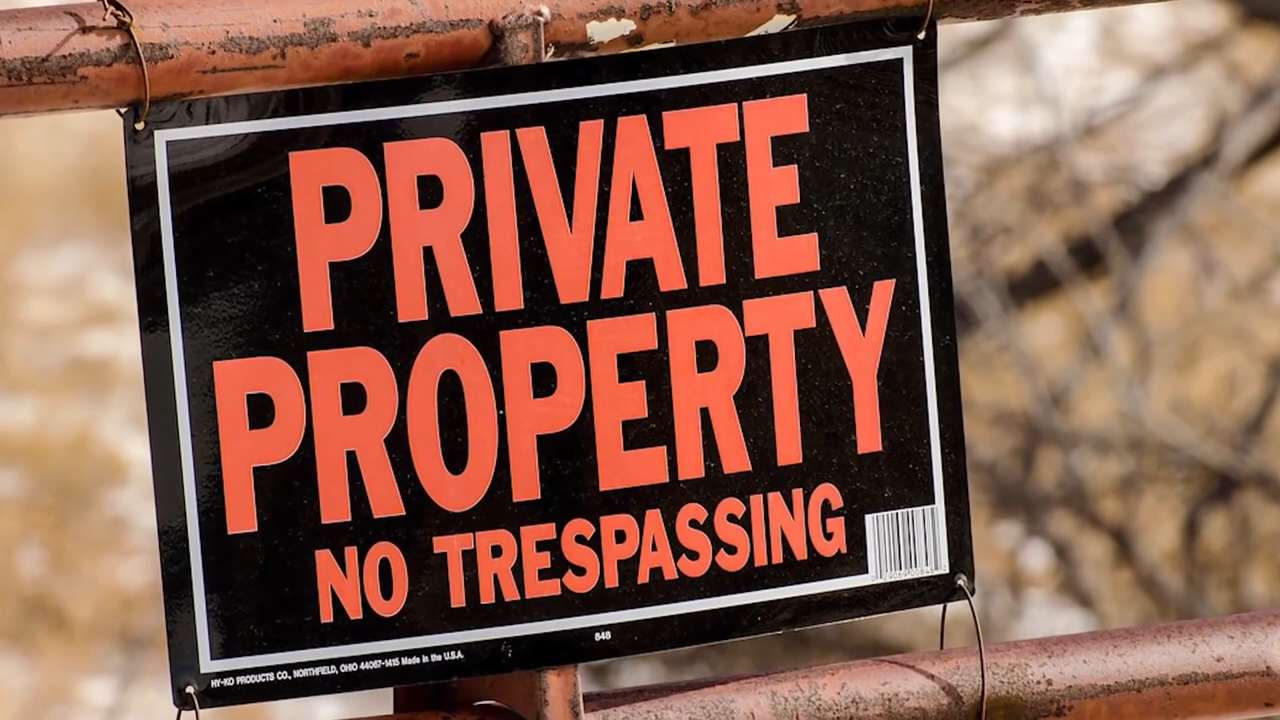 PRIVATE
PROPERTY
NO TRESPASSING
848
HY-KO PRODUCTS CO., NORTHFIELD, OHIO 44067-1415 Made in the U.S.A.